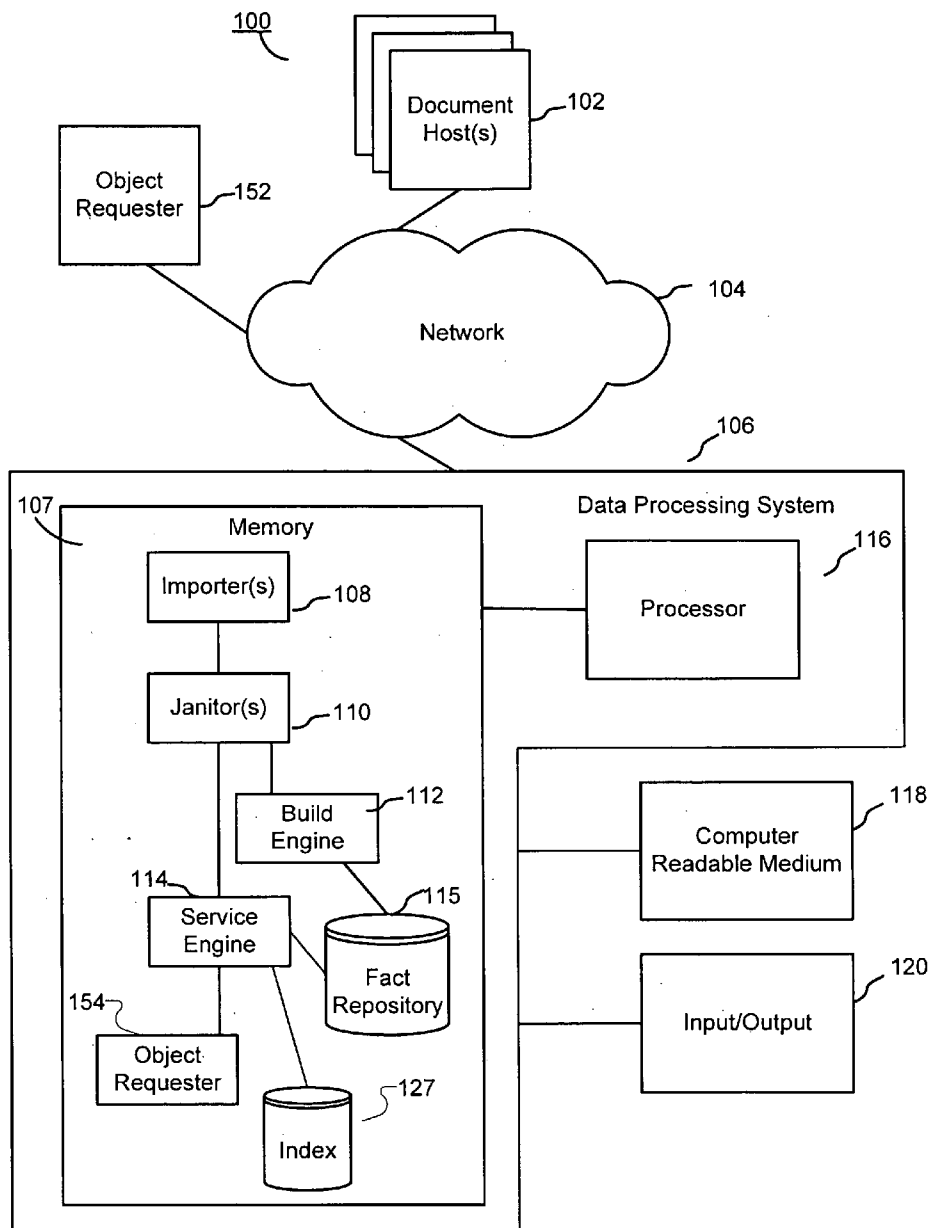 100
Document
Host(s)
102
Object
Requester
152
Network
104
106
107
Memory
Data Processing System
116
Importer(s)
108
Processor
Janitor(s)
110
Build
Engine
112
118
Computer
Readable Medium
114
115
Service
Engine
Fact
Repository
120
Input/Output
154
Object
Requester
127
Index